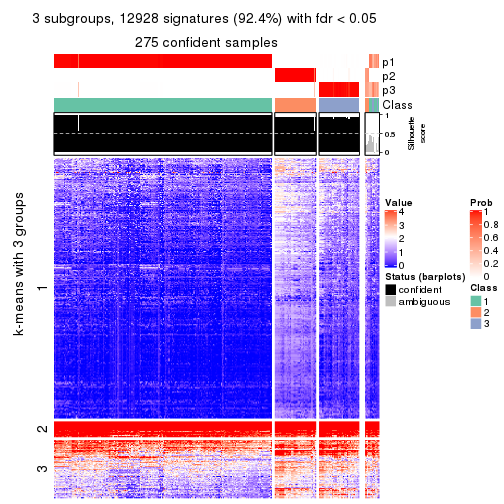 3 subgroups, 12928 signatures (92.4%) with fdr < 0.05
275 confident samples
p1
p2
p3
Class
1
0.5
0
Silhouette
score
k-means with 3 groups
1
2
3
Value
4
3
2
1
0
Status (barplots)
confident
ambiguous
Prob
1
0.8
0.6
0.4
0.2
0
Class
1
2
3